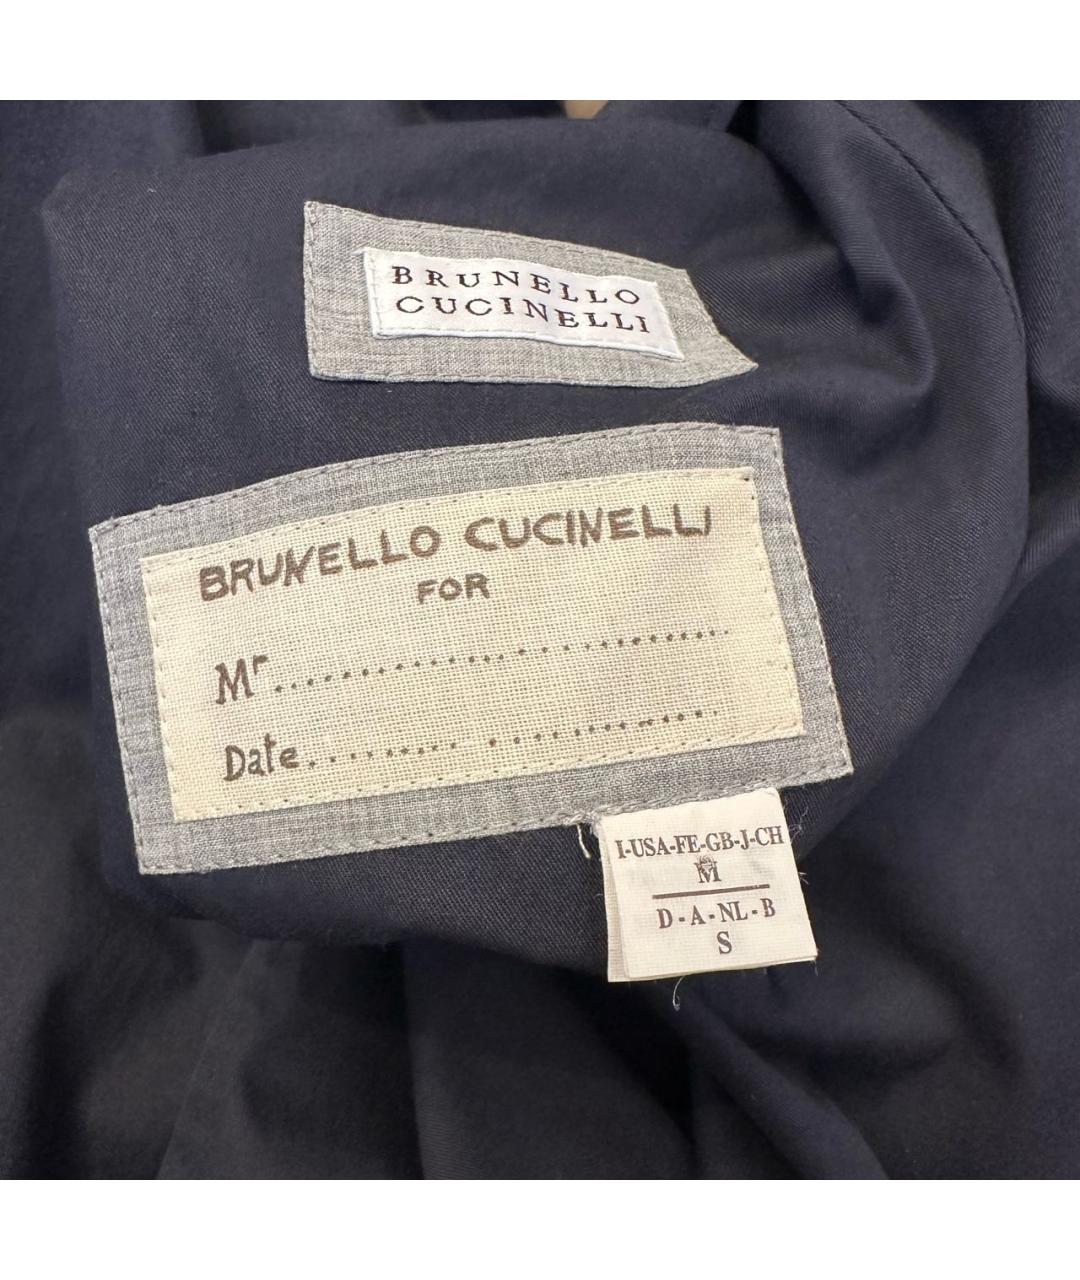 BRUNELLO
CUCINELLI
BRUNELLO CUCINELLI
FOR
Mr..............................
Date.........................
I-USA-FE-GB-J-CH
M
D - A - NL - B
S